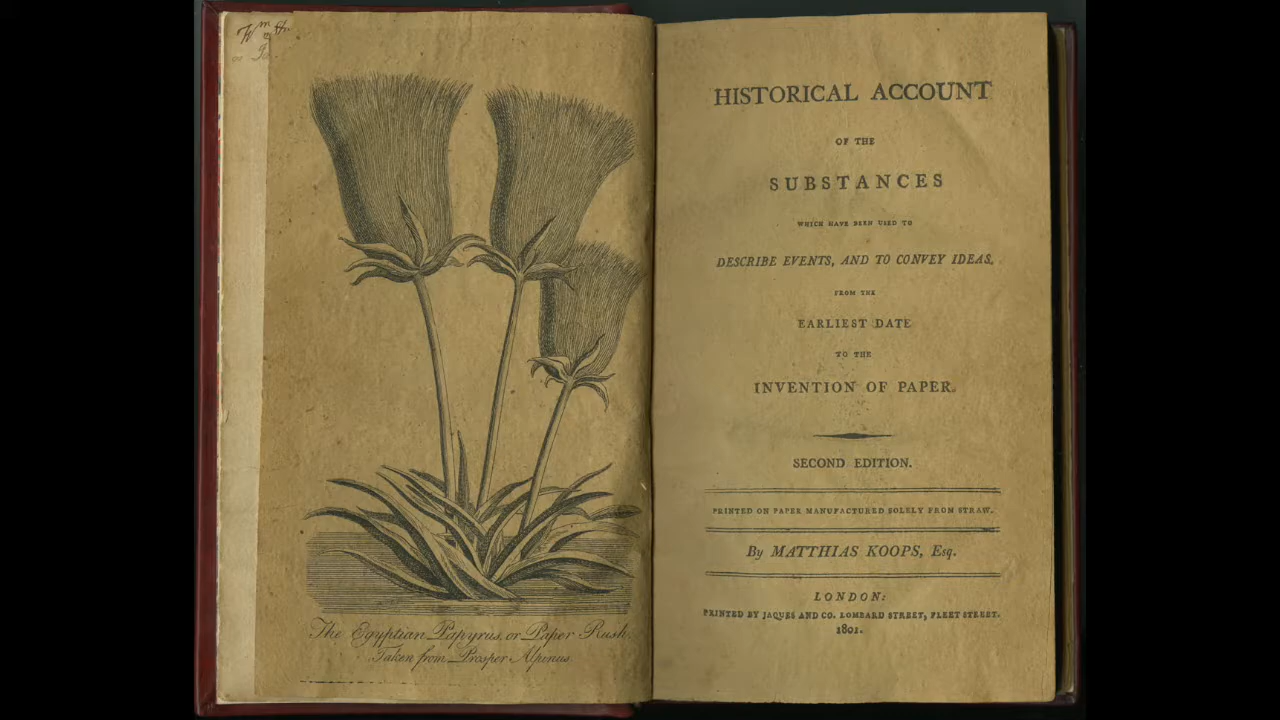 The Egyptian Papyrus, or Paper Rush.
Taken from Prosper Alpinus.
HISTORICAL ACCOUNT
OF THE
SUBSTANCES
WHICH HAVE BEEN USED TO
DESCRIBE EVENTS, AND TO CONVEY IDEAS,
FROM THE
EARLIEST DATE
TO THE
INVENTION OF PAPER.
SECOND EDITION.
PRINTED ON PAPER MANUFACTURED SOLELY FROM STRAW.
By MATTHIAS KOOPS, Esq.
LONDON:
PRINTED BY JAQUES AND CO. LOMBARD STREET, FLEET STREET.
1801.